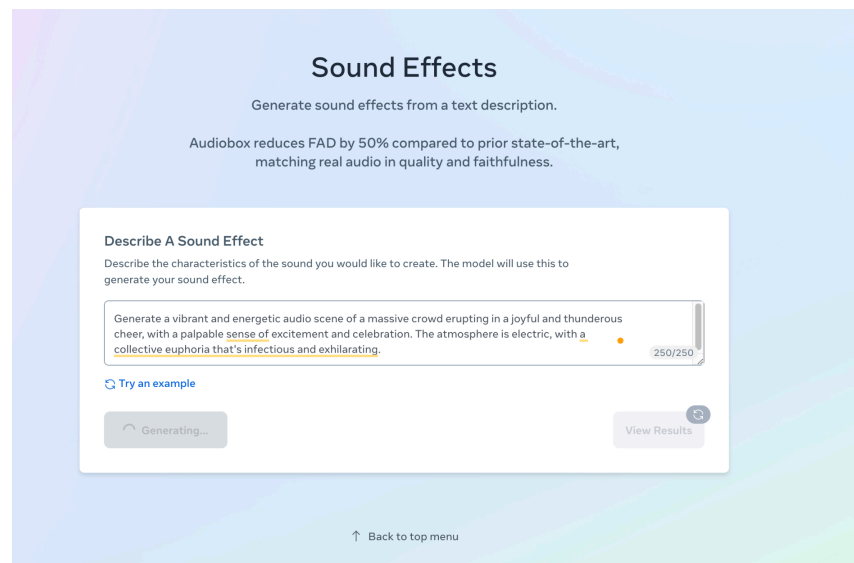 Sound Effects
Generate sound effects from a text description.
Audiobox reduces FAD by 50% compared to prior state-of-the-art,
matching real audio in quality and faithfulness.
Describe A Sound Effect
Describe the characteristics of the sound you would like to create. The model will use this to
generate your sound effect.
Generate a vibrant and energetic audio scene of a massive crowd erupting in a joyful and thunderous
cheer, with a palpable sense of excitement and celebration. The atmosphere is electric, with a
collective euphoria that's infectious and exhilarating.
250/250
Try an example
Generating...
View Results
Back to top menu